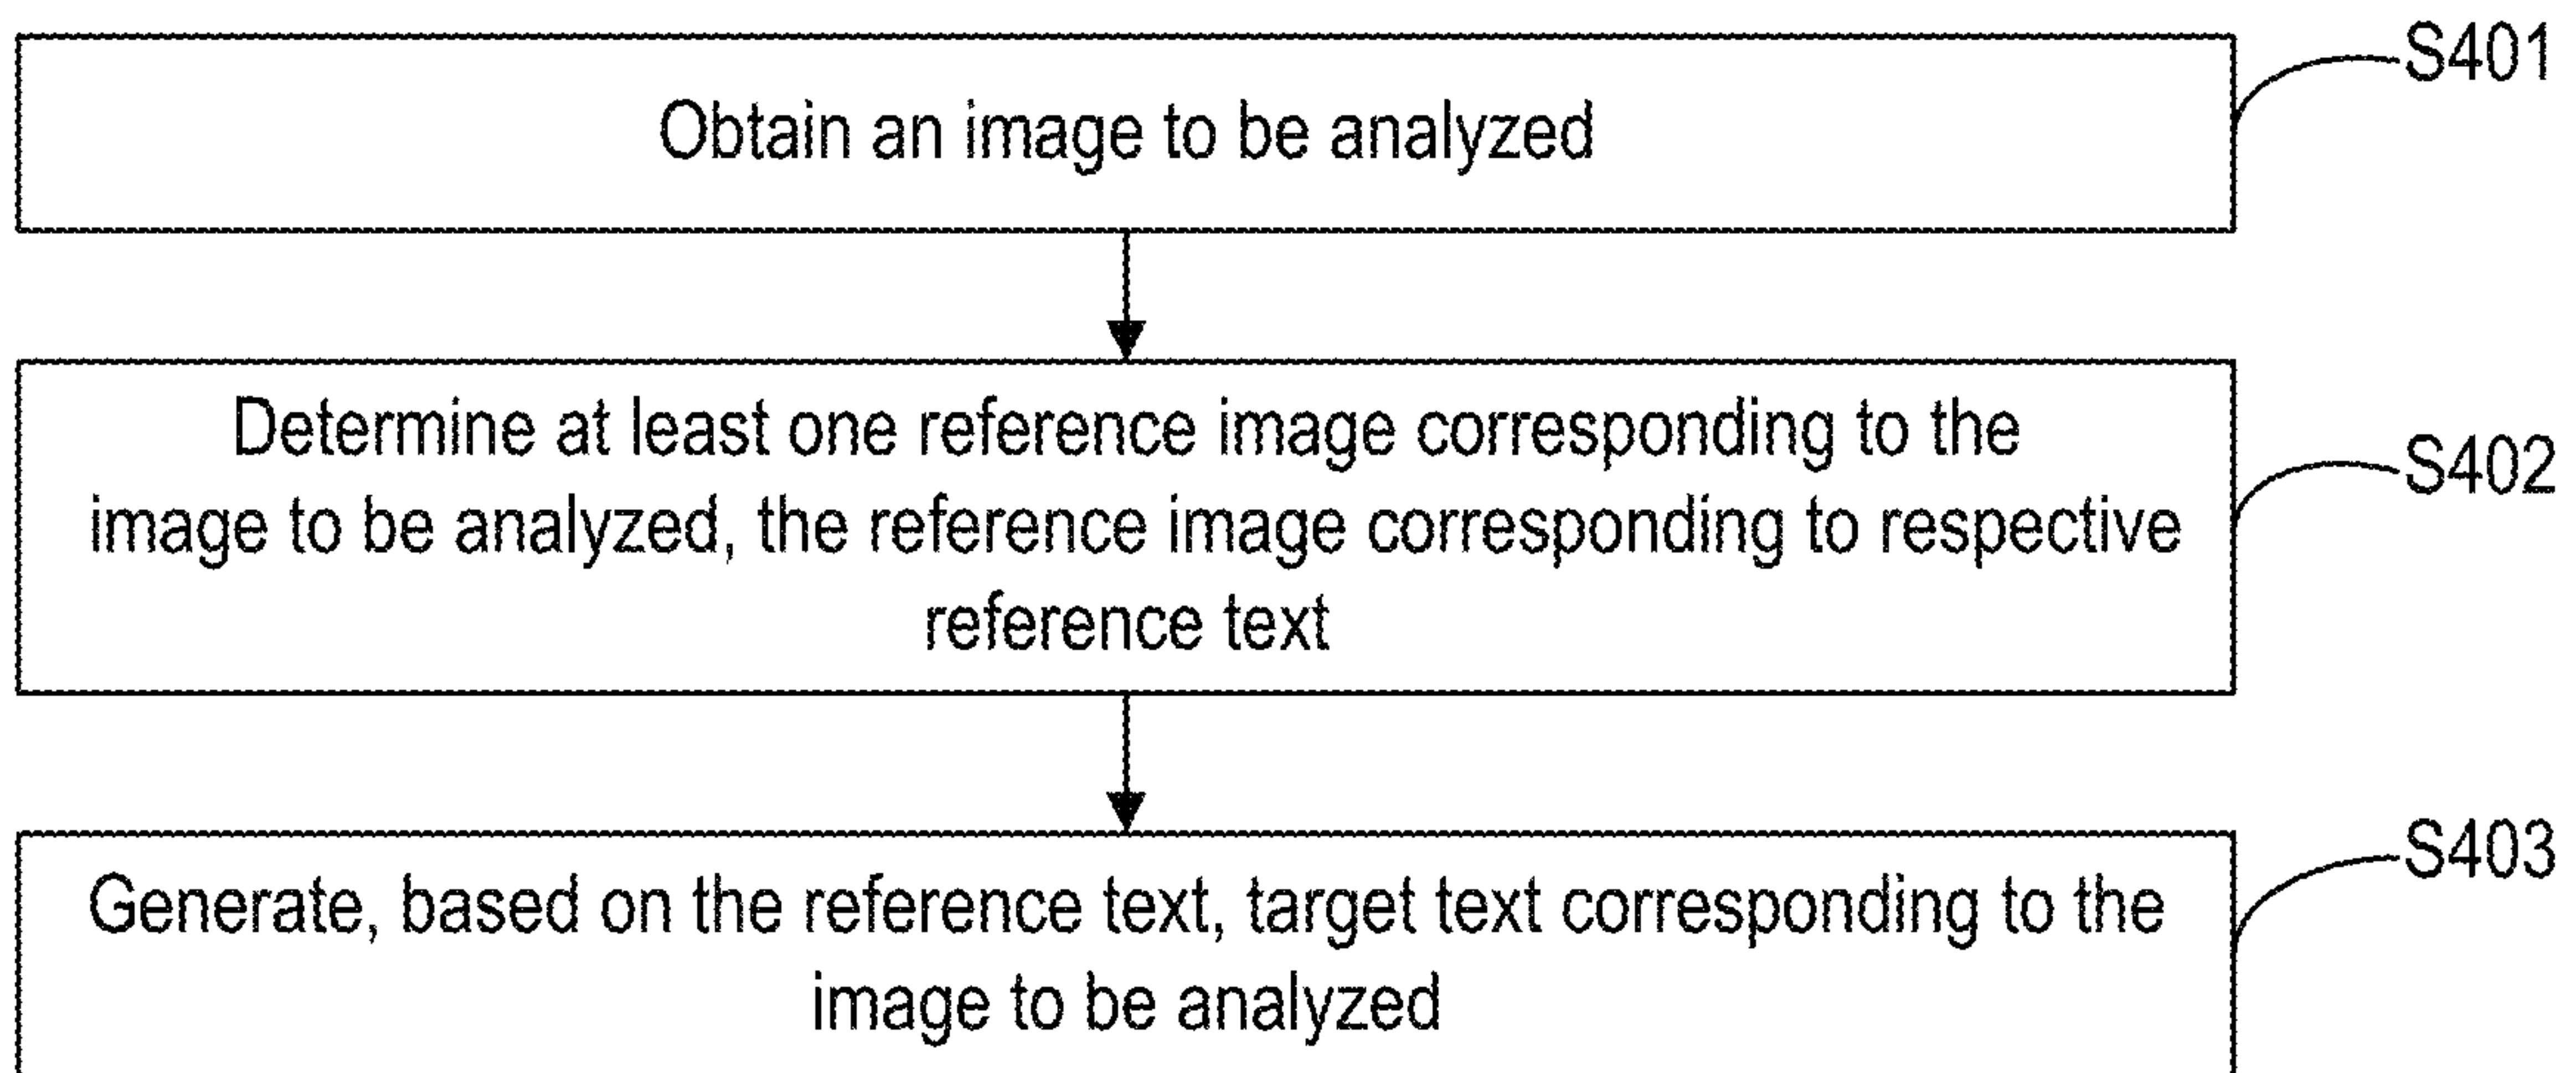 S401
Obtain an image to be analyzed
Determine at least one reference image corresponding to the
image to be analyzed, the reference image corresponding to respective
reference text
S402
Generate, based on the reference text, target text corresponding to the
image to be analyzed
S403